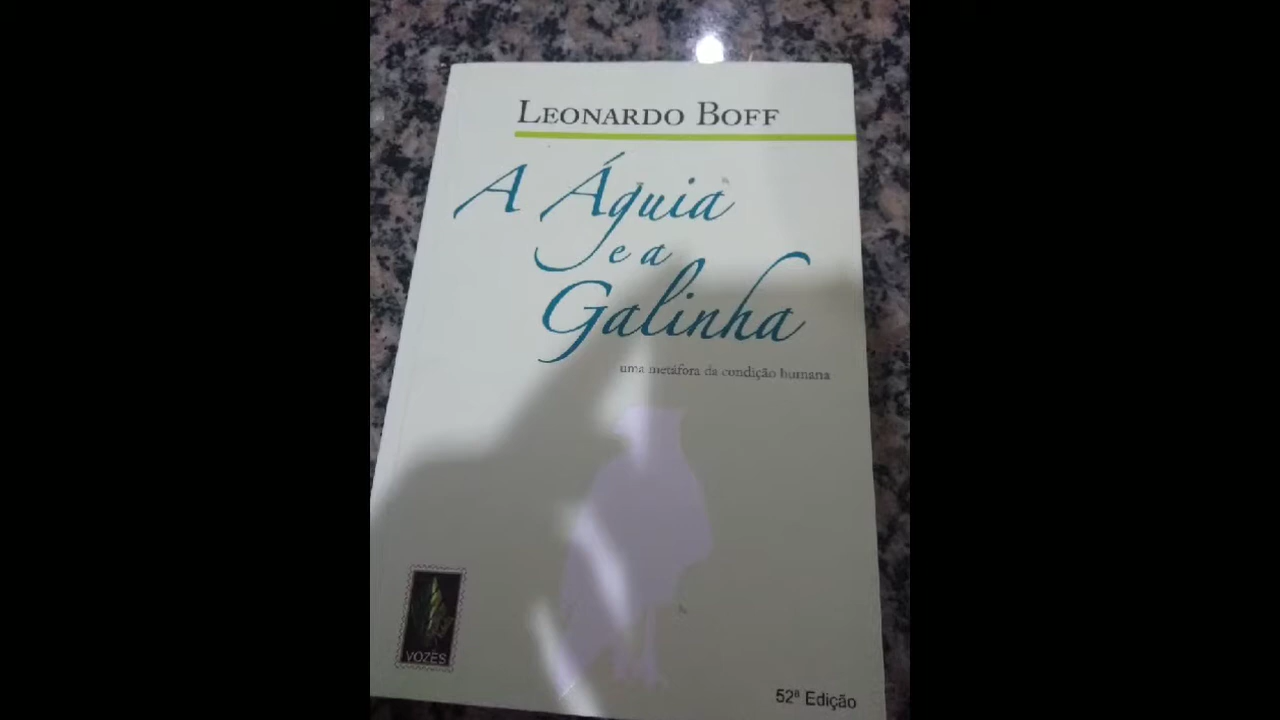 LEONARDO BOFF
A Águia
e a
Galinha
uma metáfora da condição humana
VOZES
52ª Edição